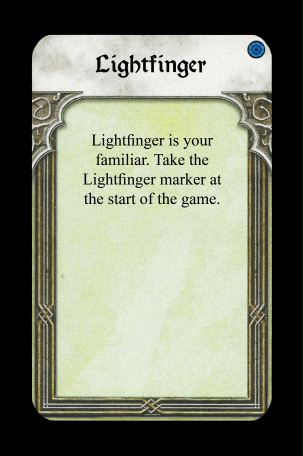 Lightfinger
Lightfinger is your
familiar. Take the
Lightfinger marker at
the start of the game.